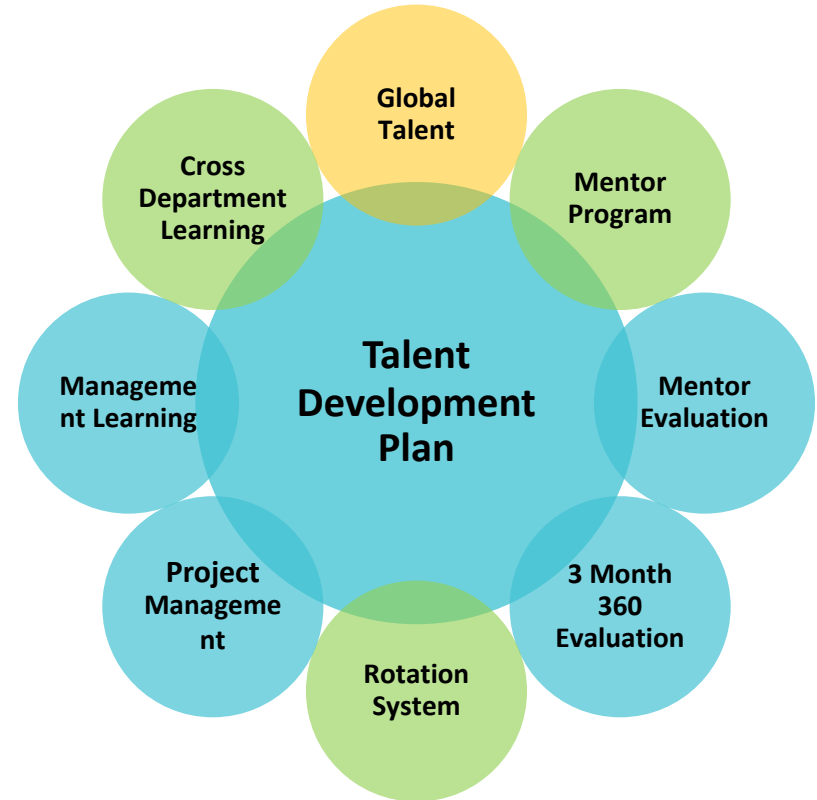 Global
Talent
Mentor
Program
Mentor
Evaluation
3 Month
360
Evaluation
Rotation
System
Project
Manageme
nt
Manageme
nt Learning
Cross
Department
Learning
Talent
Development
Plan